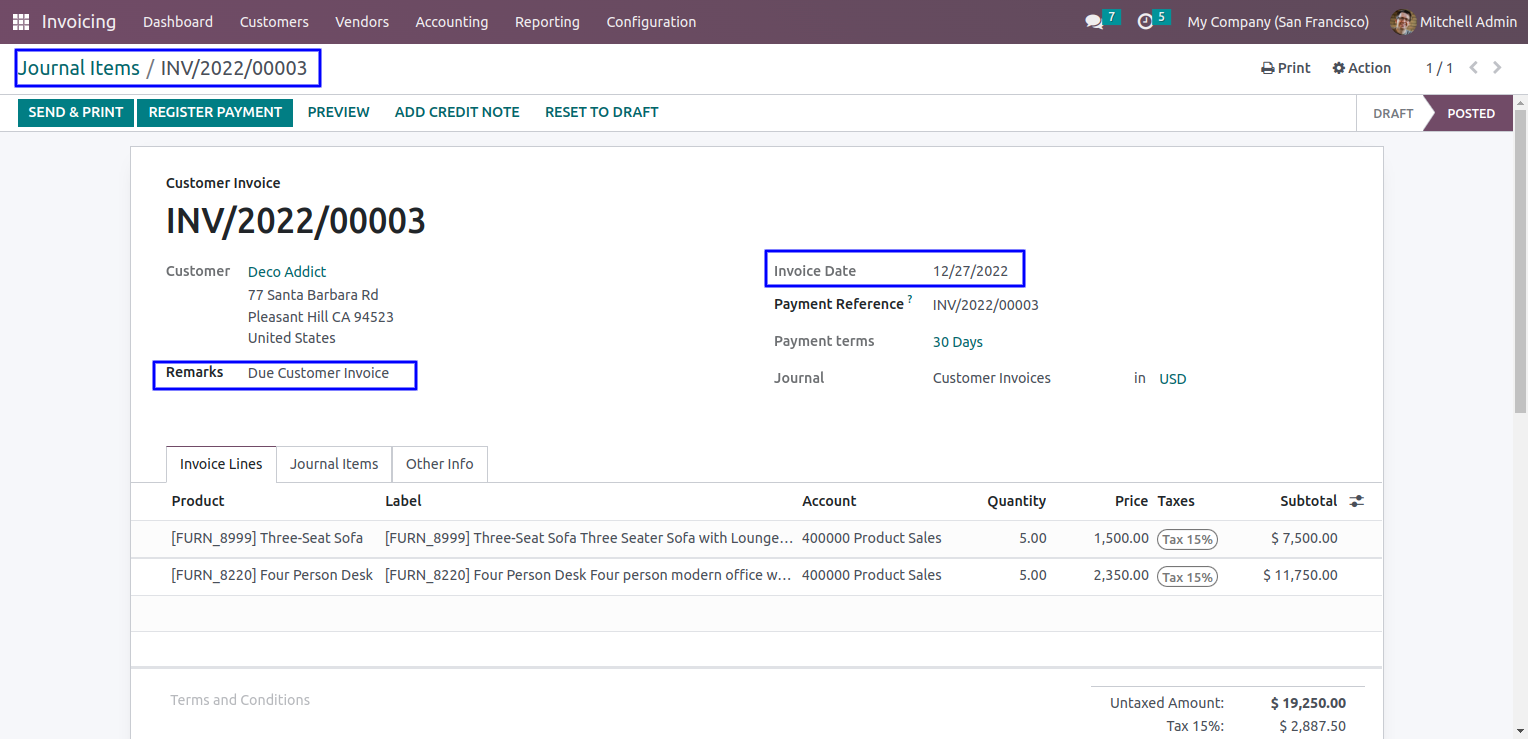 Invoicing Dashboard Customers Vendors Accounting Reporting Configuration 7 5 My Company (San Francisco) Mitchell Admin
Journal Items / INV/2022/00003 Print Action 1 / 1
SEND & PRINT REGISTER PAYMENT PREVIEW ADD CREDIT NOTE RESET TO DRAFT DRAFT POSTED
Customer Invoice
INV/2022/00003
Customer Deco Addict Invoice Date 12/27/2022
77 Santa Barbara Rd
Pleasant Hill CA 94523
United States
Payment Reference ? INV/2022/00003
Payment terms 30 Days
Remarks Due Customer Invoice
Journal Customer Invoices in USD
Invoice Lines Journal Items Other Info
Product Label Account Quantity Price Taxes Subtotal
[FURN_8999] Three-Seat Sofa [FURN_8999] Three-Seat Sofa Three Seater Sofa with Lounge... 400000 Product Sales 5.00 1,500.00 Tax 15% $ 7,500.00
[FURN_8220] Four Person Desk [FURN_8220] Four Person Desk Four person modern office w... 400000 Product Sales 5.00 2,350.00 Tax 15% $ 11,750.00
Terms and Conditions
Untaxed Amount: $ 19,250.00
Tax 15%: $ 2,887.50